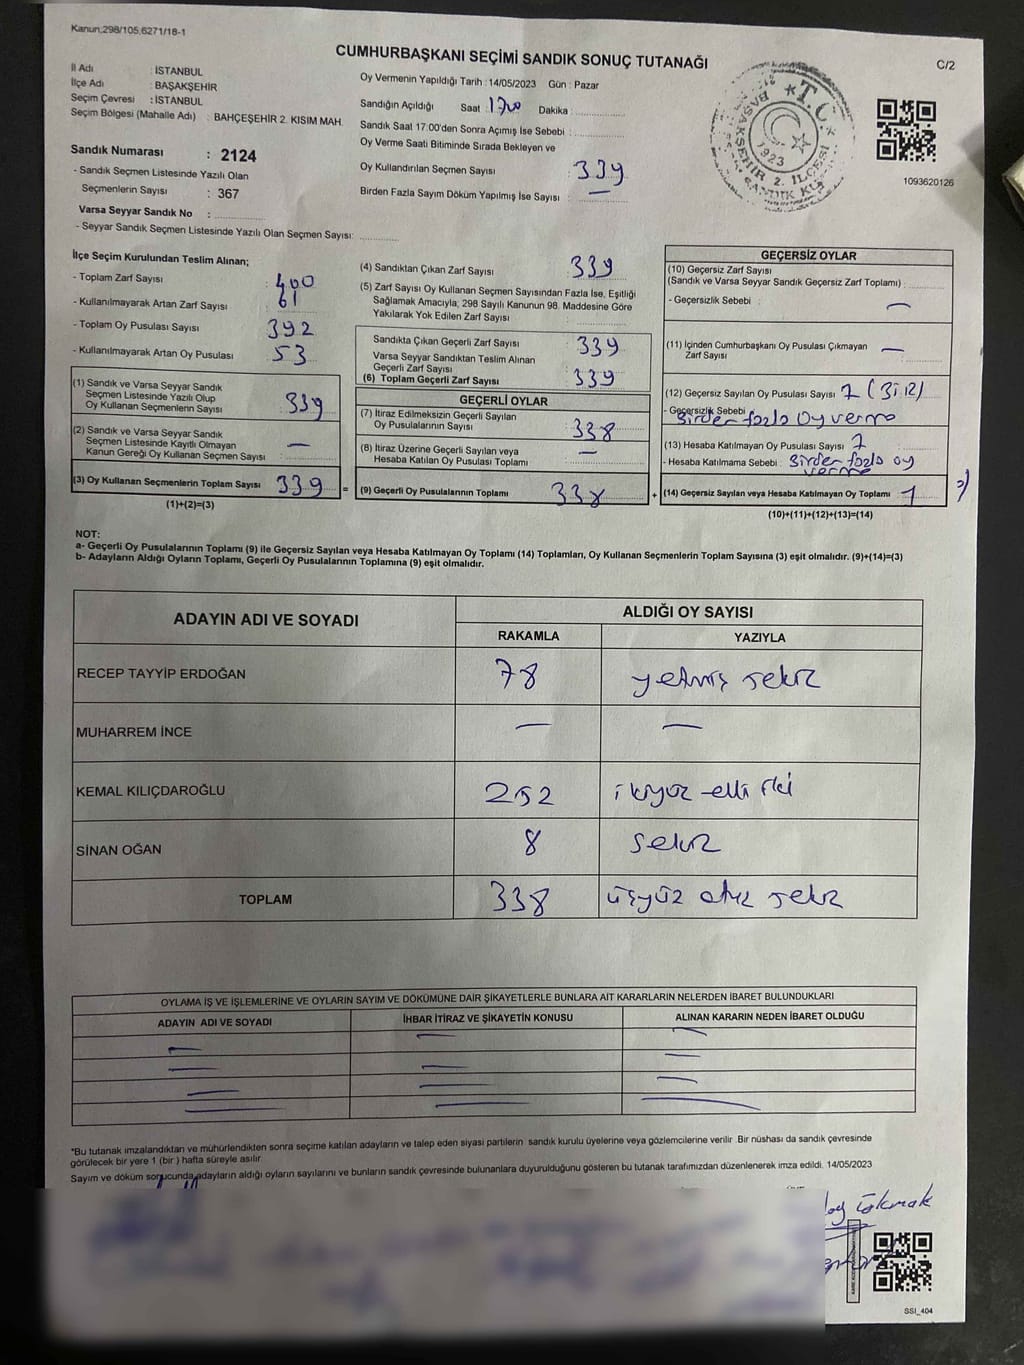 Kanun;298/105,6271/18-1
CUMHURBAŞKANI SEÇİMİ SANDIK SONUÇ TUTANAĞI
C/2
İl Adı : İSTANBUL
İlçe Adı : BAŞAKŞEHİR
Seçim Çevresi : İSTANBUL
Seçim Bölgesi (Mahalle Adı) : BAHÇEŞEHİR 2. KISIM MAH.
Sandık Numarası : 2124
- Sandık Seçmen Listesinde Yazılı Olan
Seçmenlerin Sayısı : 367
Varsa Seyyar Sandık No :
- Seyyar Sandık Seçmen Listesinde Yazılı Olan Seçmen Sayısı:
Oy Vermenin Yapıldığı Tarih : 14/05/2023 Gün : Pazar
Sandığın Açıldığı Saat : 1700 Dakika :
Sandık Saat 17:00'den Sonra Açımış İse Sebebi :
Oy Verme Saati Bitiminde Sırada Bekleyen ve
Oy Kullandırılan Seçmen Sayısı : 339
Birden Fazla Sayım Döküm Yapılmış İse Sayısı : —
T.C.
BAŞAKŞEHİR 2. İLÇESİ
1923
1093620126
İlçe Seçim Kurulundan Teslim Alınan;
- Toplam Zarf Sayısı : 400
- Kullanılmayarak Artan Zarf Sayısı : 61
- Toplam Oy Pusulası Sayısı : 392
- Kullanılmayarak Artan Oy Pusulası : 53
(1) Sandık ve Varsa Seyyar Sandık
Seçmen Listesinde Yazılı Olup
Oy Kullanan Seçmenlerin Sayısı : 339
(2) Sandık ve Varsa Seyyar Sandık
Seçmen Listesinde Kayıtlı Olmayan
Kanun Gereği Oy Kullanan Seçmen Sayısı : —
(3) Oy Kullanan Seçmenlerin Toplam Sayısı 339 =
(1)+(2)=(3)
(4) Sandıktan Çıkan Zarf Sayısı : 339
(5) Zarf Sayısı Oy Kullanan Seçmen Sayısından Fazla İse, Eşitliği
Sağlamak Amacıyla; 298 Sayılı Kanunun 98. Maddesine Göre
Yakılarak Yok Edilen Zarf Sayısı :
Sandıkta Çıkan Geçerli Zarf Sayısı : 339
Varsa Seyyar Sandıktan Teslim Alınan
Geçerli Zarf Sayısı :
(6) Toplam Geçerli Zarf Sayısı : 339
GEÇERLİ OYLAR
(7) İtiraz Edilmeksizin Geçerli Sayılan
Oy Pusulalarının Sayısı : 338
(8) İtiraz Üzerine Geçerli Sayılan veya
Hesaba Katılan Oy Pusulası Toplamı : —
(9) Geçerli Oy Pusulalarının Toplamı : 338 +
GEÇERSİZ OYLAR
(10) Geçersiz Zarf Sayısı
(Sandık ve Varsa Seyyar Sandık Geçersiz Zarf Toplamı) :
- Geçersizlik Sebebi : —
(11) İçinden Cumhurbaşkanı Oy Pusulası Çıkmayan —
Zarf Sayısı
(12) Geçersiz Sayılan Oy Pusulası Sayısı : 1 (Bir)
- Geçersizlik Sebebi : Birden fazla Oy verme
(13) Hesaba Katılmayan Oy Pusulası Sayısı : 1
- Hesaba Katılmama Sebebi : Birden fazla oy
verme
(14) Geçersiz Sayılan veya Hesaba Katılmayan Oy Toplamı 1
(10)+(11)+(12)+(13)=(14)
NOT:
a- Geçerli Oy Pusulalarının Toplamı (9) ile Geçersiz Sayılan veya Hesaba Katılmayan Oy Toplamı (14) Toplamları, Oy Kullanan Seçmenlerin Toplam Sayısına (3) eşit olmalıdır. (9)+(14)=(3)
b- Adayların Aldığı Oyların Toplamı, Geçerli Oy Pusulalarının Toplamına (9) eşit olmalıdır.
ADAYIN ADI VE SOYADI
ALDIĞI OY SAYISI
RAKAMLA YAZIYLA
RECEP TAYYİP ERDOĞAN 78 yetmiş sekiz
MUHARREM İNCE — —
KEMAL KILIÇDAROĞLU 252 ikiyüz elli iki
SİNAN OĞAN 8 sekiz
TOPLAM 338 üçyüz otuz sekiz
OYLAMA İŞ VE İŞLEMLERİNE VE OYLARIN SAYIM VE DÖKÜMÜNE DAİR ŞİKAYETLERLE BUNLARA AİT KARARLARIN NELERDEN İBARET BULUNDUKLARI
ADAYIN ADI VE SOYADI İHBAR İTİRAZ VE ŞİKAYETİN KONUSU ALINAN KARARIN NEDEN İBARET OLDUĞU
*Bu tutanak imzalandıktan ve mühürlendikten sonra seçime katılan adayların ve talep eden siyasi partilerin sandık kurulu üyelerine veya gözlemcilerine verilir. Bir nüshası da sandık çevresinde
görülecek bir yere 1 (bir) hafta süreyle asılır.
Sayım ve döküm sonucunda, adayların aldığı oyların sayılarını ve bunların sandık çevresinde bulunanlara duyurulduğunu gösteren bu tutanak tarafımızdan düzenlenerek imza edildi. 14/05/2023
SSI_404